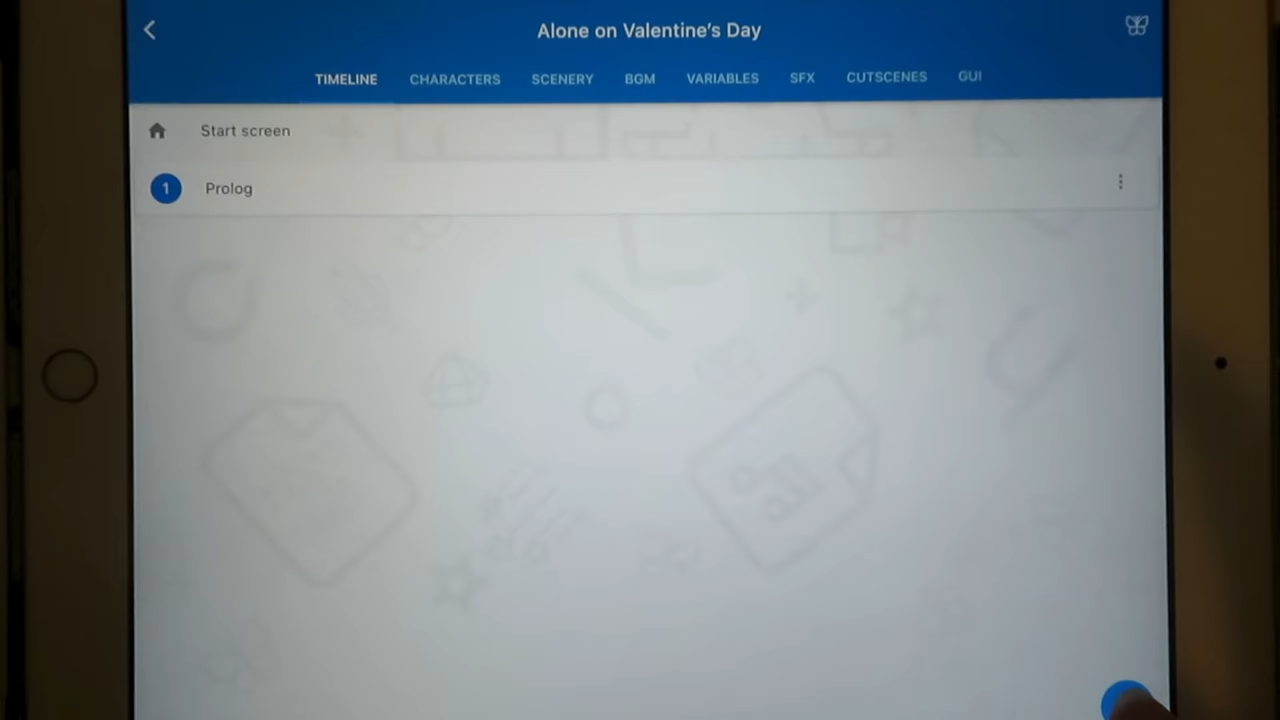 Alone on Valentine's Day
TIMELINE CHARACTERS SCENERY BGM VARIABLES SFX CUTSCENES GUI
Start screen
1 Prolog